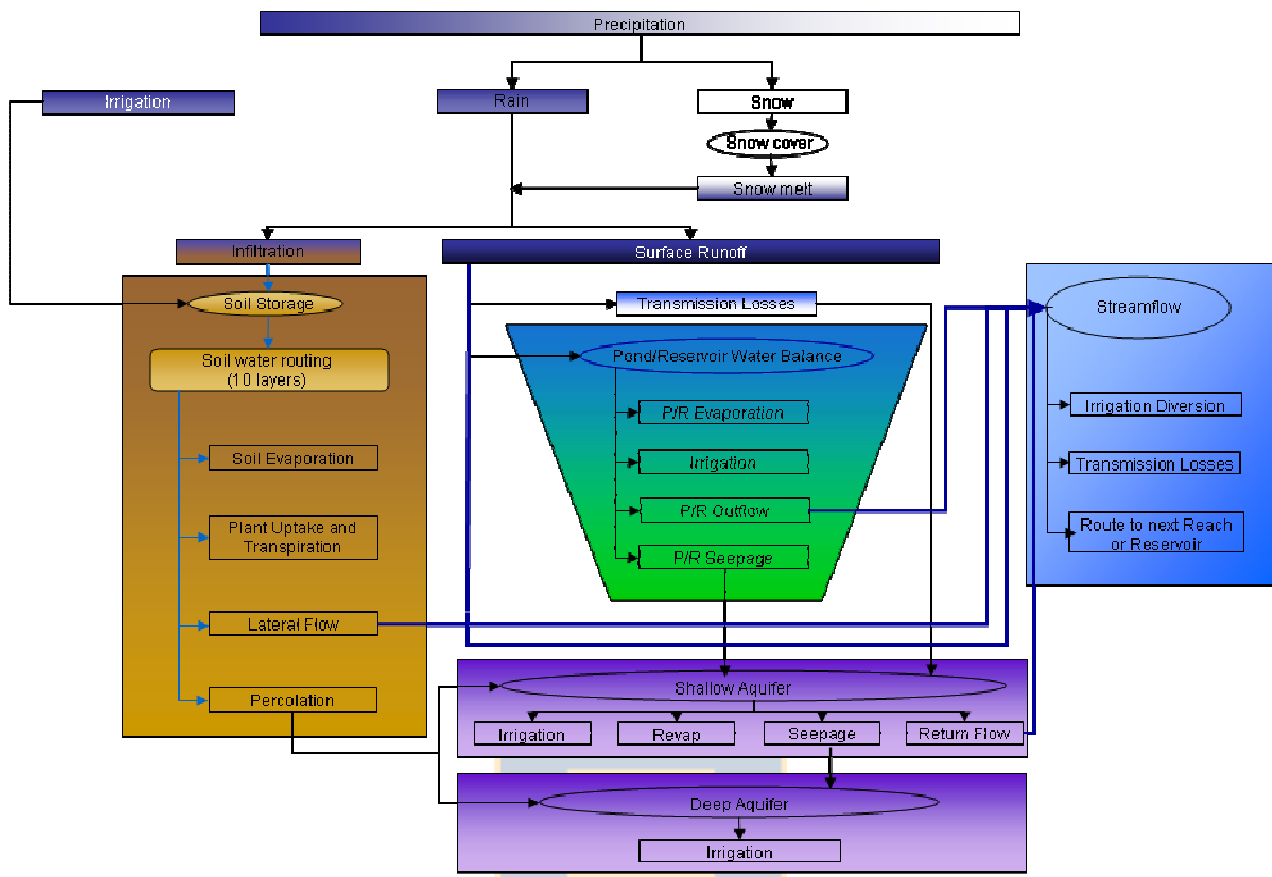 Precipitation
Irrigation
Rain
Snow
Snow cover
Snow melt
Infiltration
Surface Runoff
Soil Storage
Transmission Losses
Streamflow
Soil water routing
(10 layers)
Pond/Reservoir Water Balance
P/R Evaporation
Irrigation Diversion
Soil Evaporation
Irrigation
Transmission Losses
Plant Uptake and
Transpiration
P/R Outflow
Route to next Reach
or Reservoir
P/R Seepage
Lateral Flow
Percolation
Shallow Aquifer
Irrigation
Revap
Seepage
Return Flow
Deep Aquifer
Irrigation